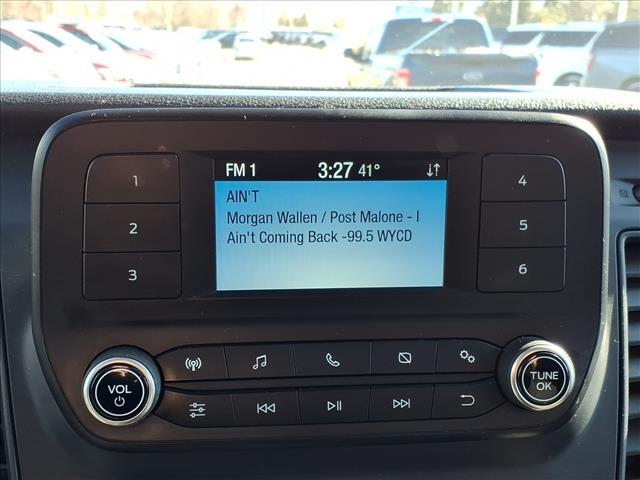 FM 1 3:27 41°
AIN'T
Morgan Wallen / Post Malone - I
Ain't Coming Back -99.5 WYCD
1
2
3
4
5
6
VOL
TUNE
OK